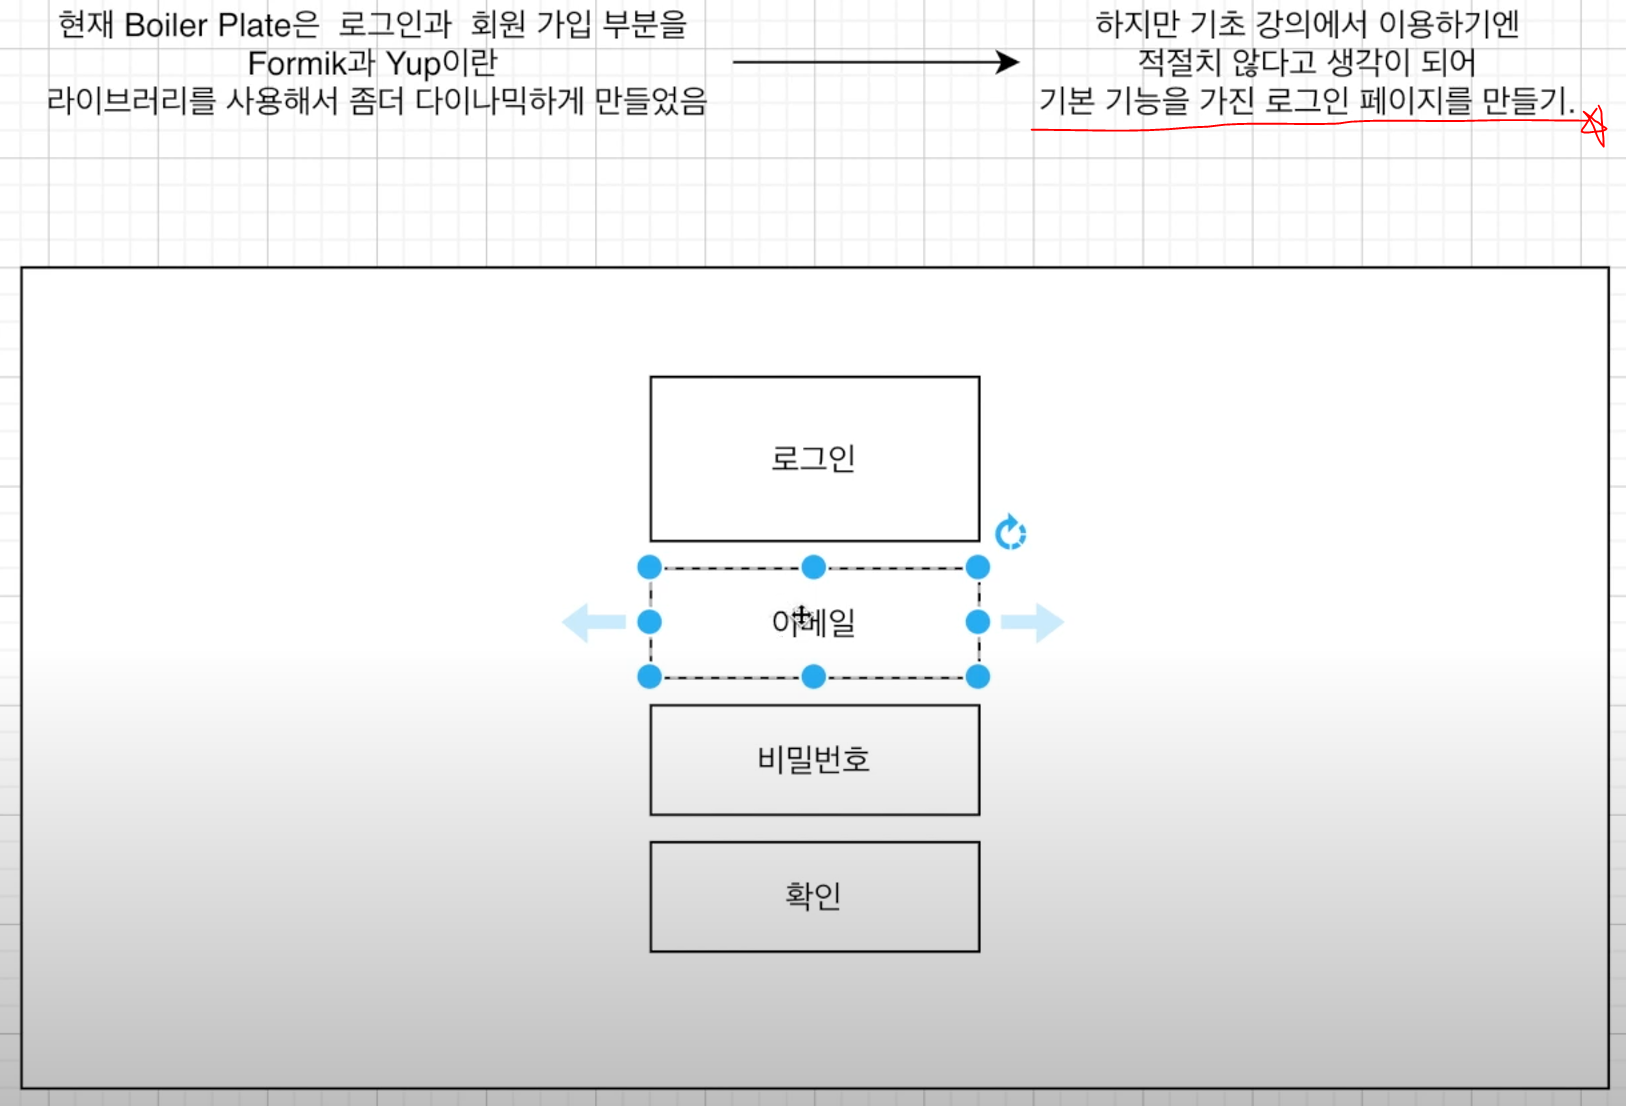 현재 Boiler Plate은 로그인과 회원 가입 부분을
Formik과 Yup이란
라이브러리를 사용해서 좀더 다이나믹하게 만들었음
하지만 기초 강의에서 이용하기엔
적절치 않다고 생각이 되어
기본 기능을 가진 로그인 페이지를 만들기.
로그인
이메일
비밀번호
확인